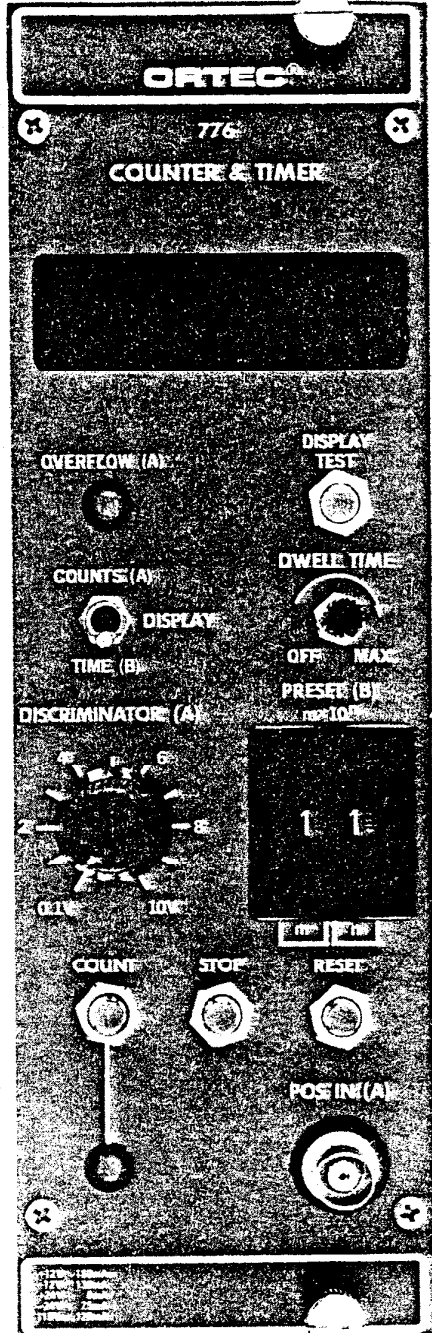 ORTEC®
776
COUNTER & TIMER
OVERFLOW (A)
DISPLAY
TEST
COUNTS (A)
DISPLAY
TIME (B)
DWELL TIME
OFF MAX
PRESET (B)
DISCRIMINATOR (A)
4 6
2 8
0.1V 10V
1 1
m n
COUNT STOP RESET
POS IN (A)